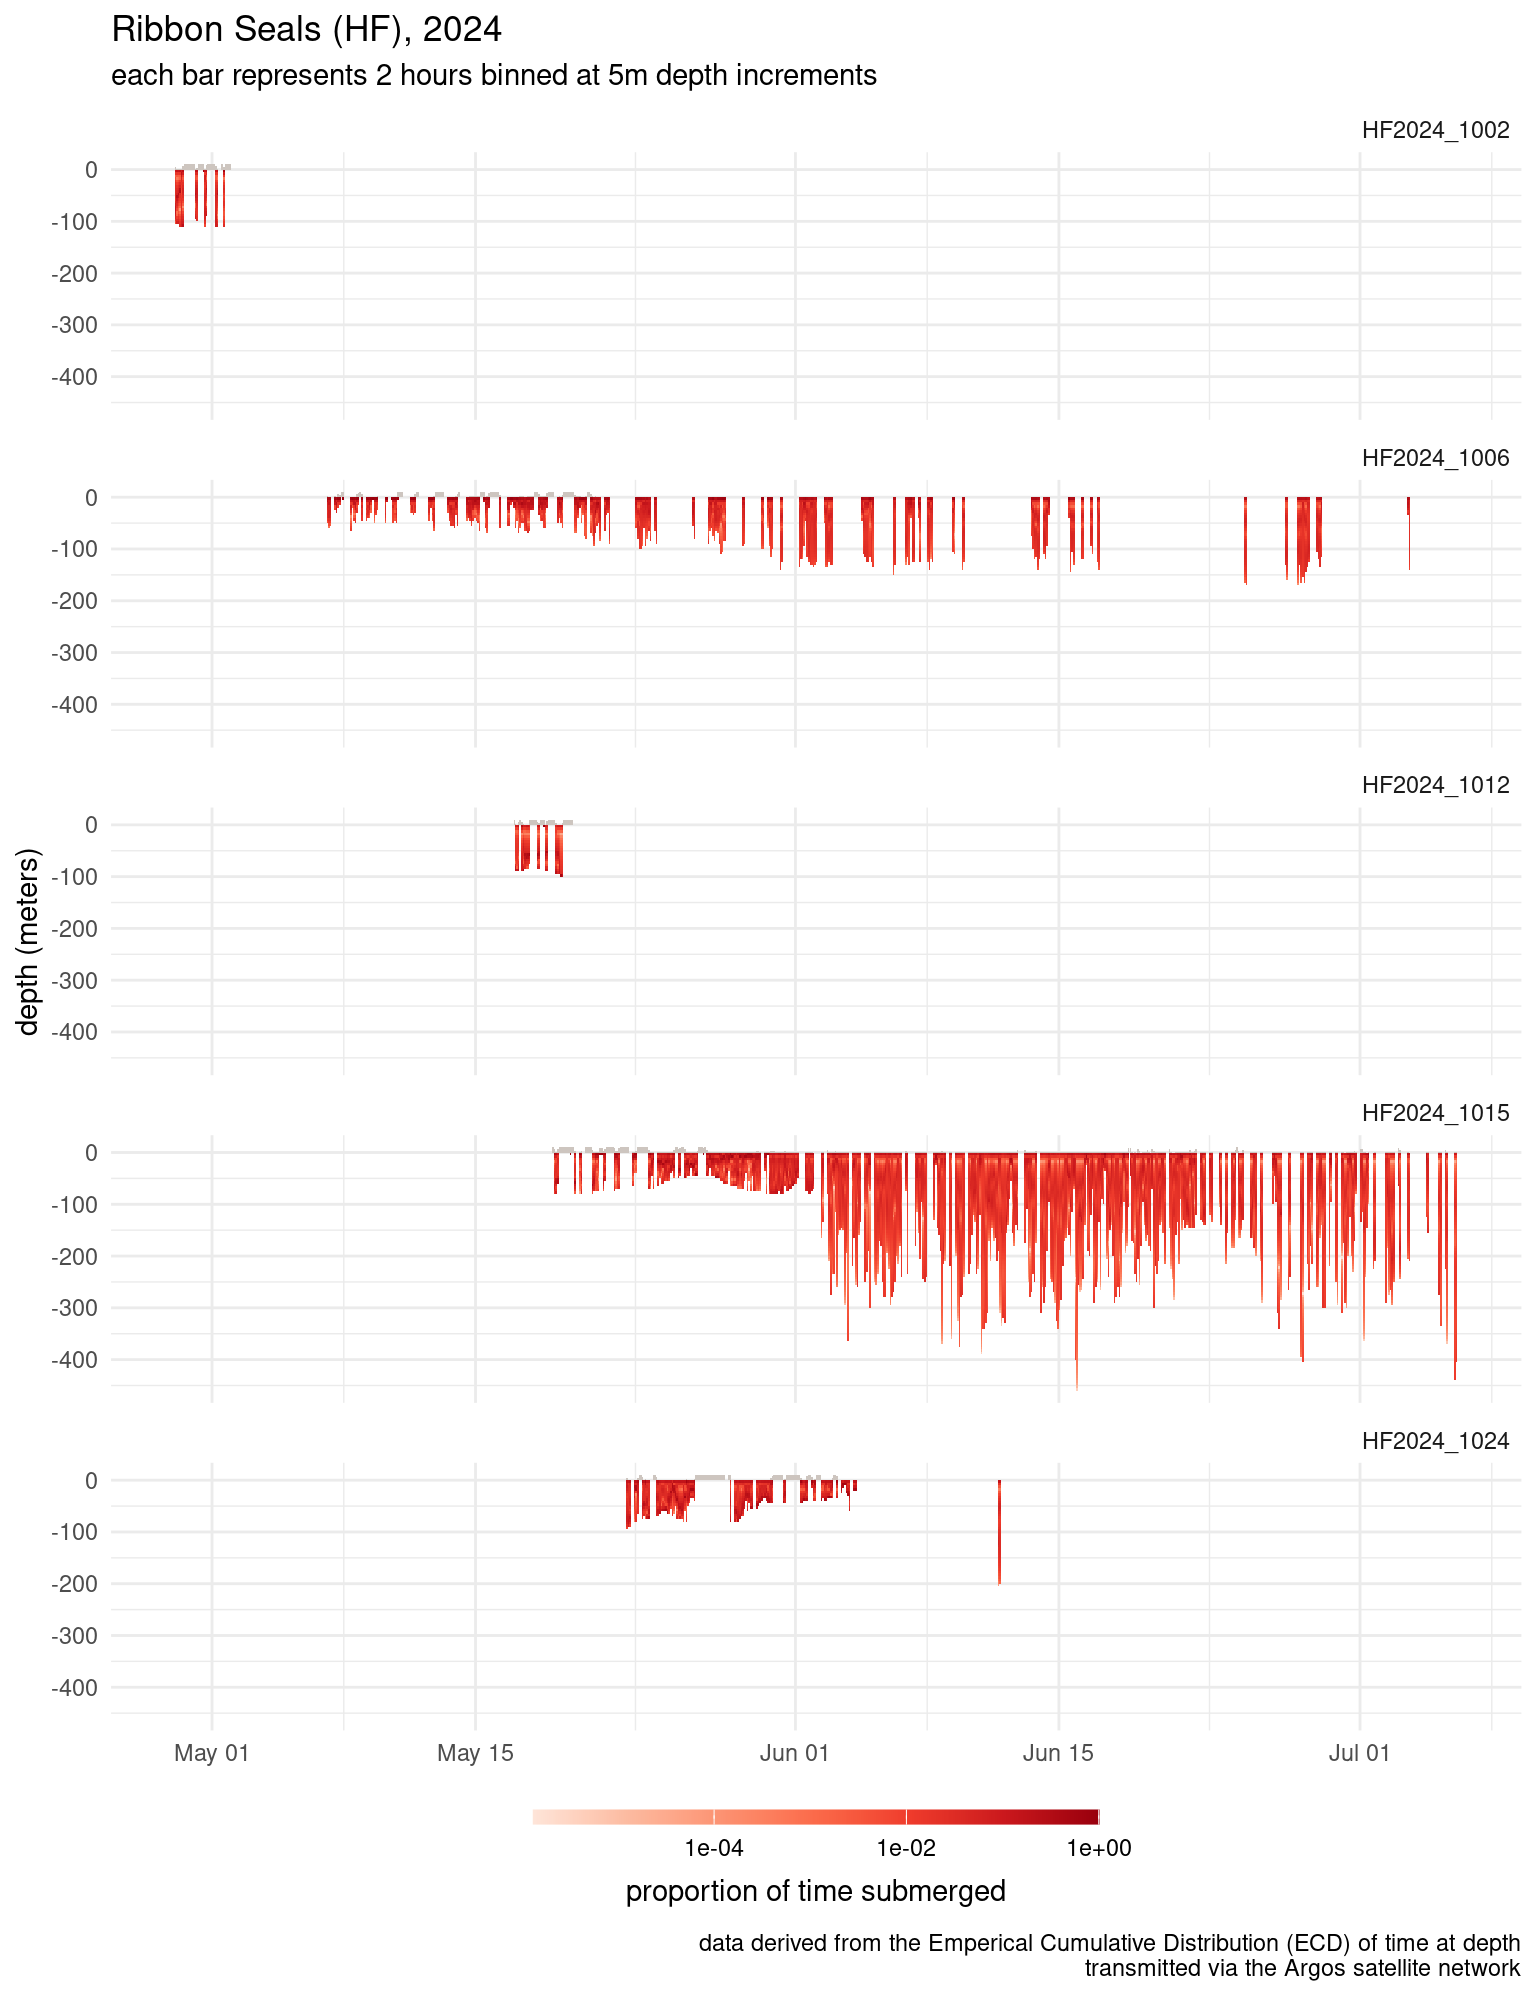 Ribbon Seals (HF), 2024
each bar represents 2 hours binned at 5m depth increments
HF2024_1002
0
-100
-200
-300
-400
HF2024_1006
0
-100
-200
-300
-400
HF2024_1012
0
-100
-200
-300
-400
depth (meters)
HF2024_1015
0
-100
-200
-300
-400
HF2024_1024
0
-100
-200
-300
-400
May 01 May 15 Jun 01 Jun 15 Jul 01
1e-04 1e-02 1e+00
proportion of time submerged
data derived from the Emperical Cumulative Distribution (ECD) of time at depth
transmitted via the Argos satellite network